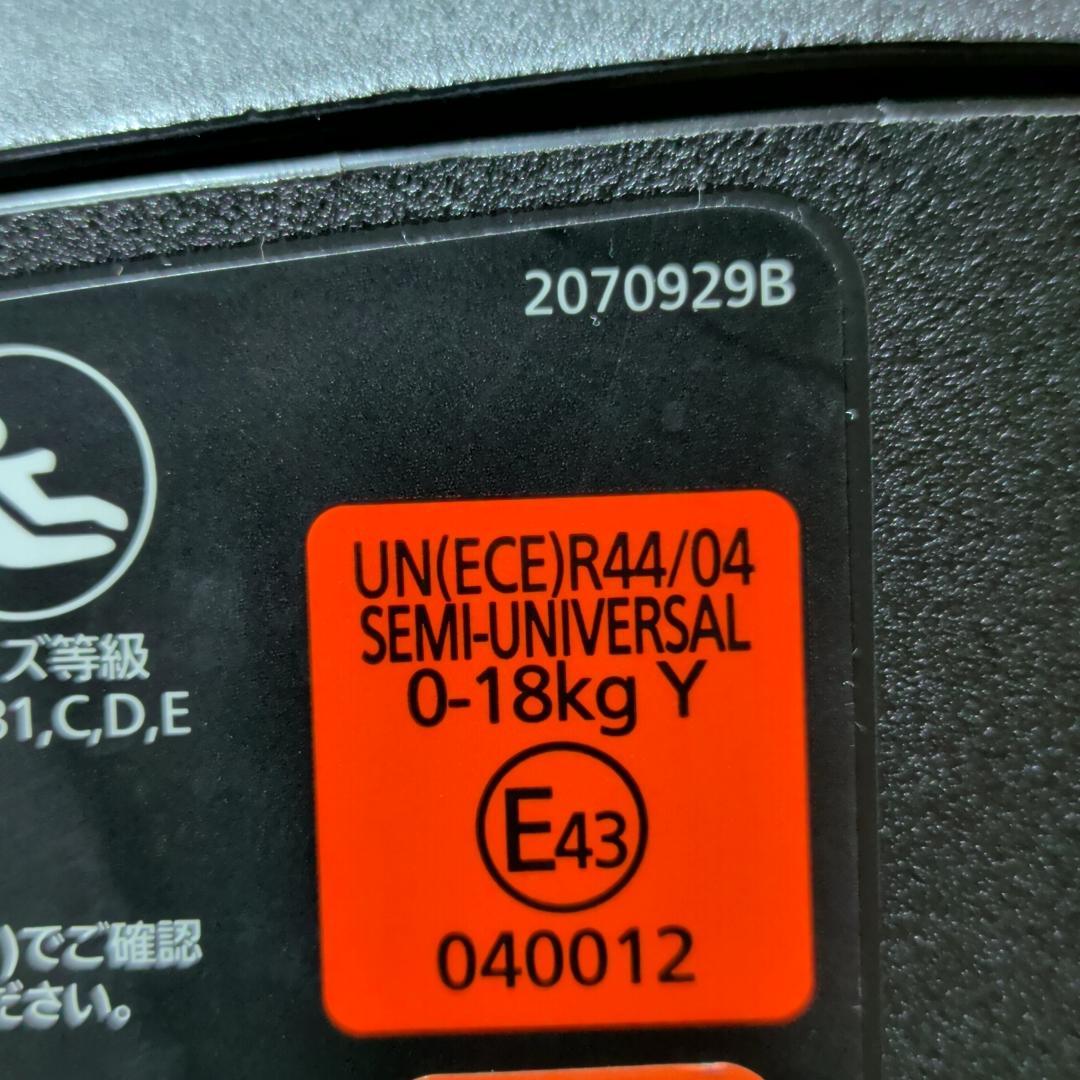 2070929B
UN(ECE)R44/04
SEMI-UNIVERSAL
0-18kg Y
E43
040012
ズ等級
B1,C,D,E
)でご確認
ださい。